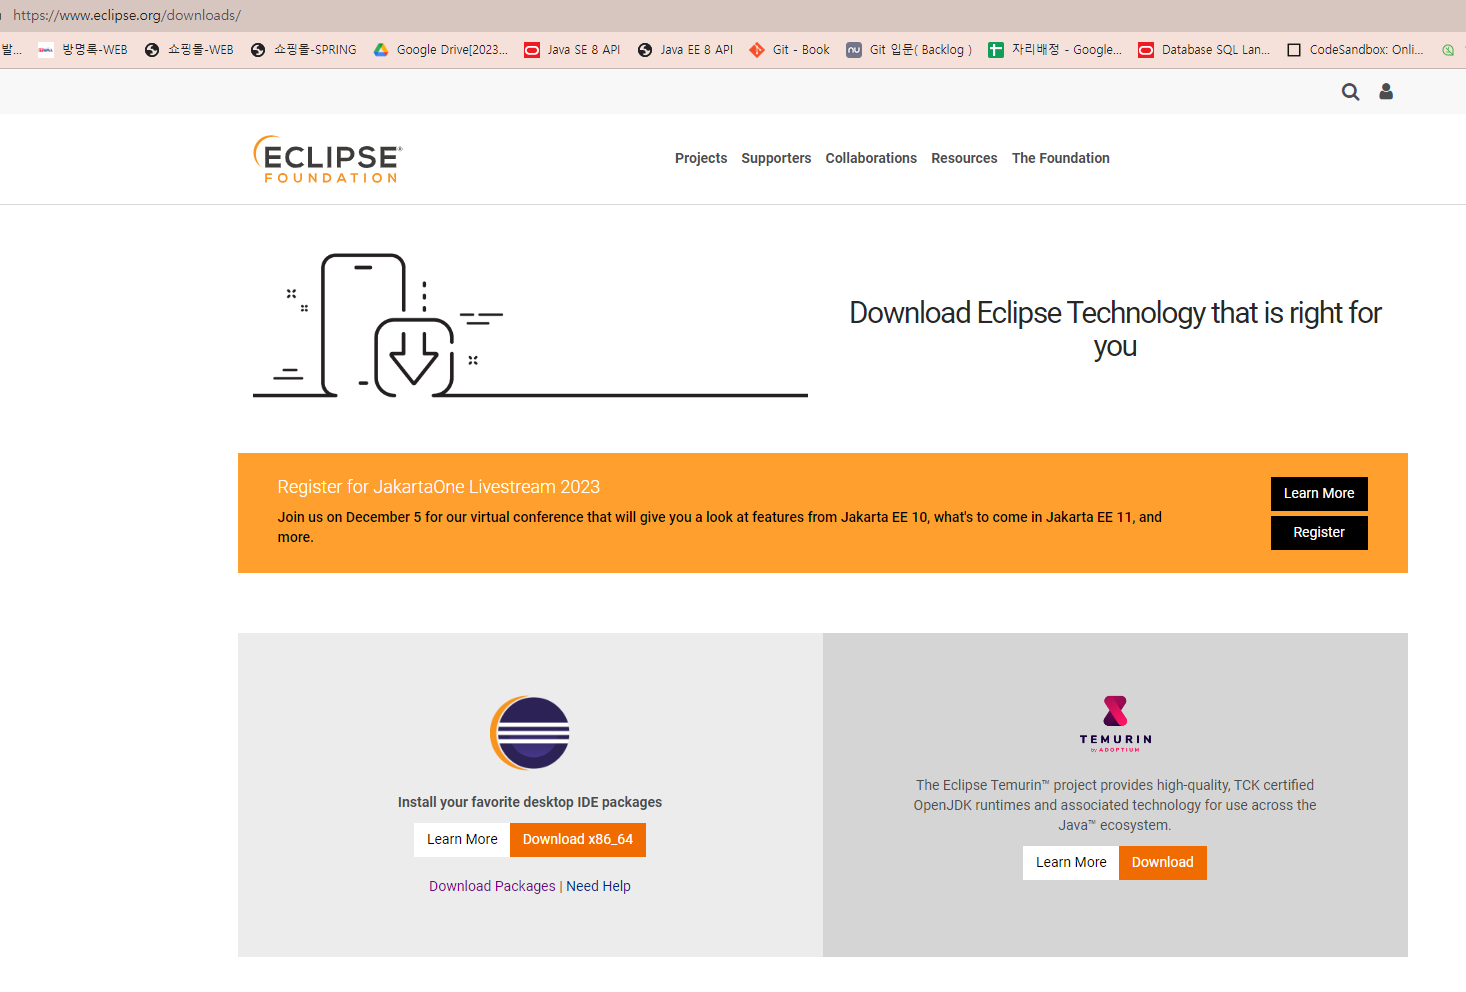 https://www.eclipse.org/downloads/
발... 방명록-WEB 쇼핑몰-WEB 쇼핑몰-SPRING Google Drive[2023... Java SE 8 API Java EE 8 API Git - Book Git 입문( Backlog ) 자리배정 - Google... Database SQL Lan... CodeSandbox: Onli...
ECLIPSE
FOUNDATION
Projects Supporters Collaborations Resources The Foundation
Download Eclipse Technology that is right for
you
Register for JakartaOne Livestream 2023
Join us on December 5 for our virtual conference that will give you a look at features from Jakarta EE 10, what's to come in Jakarta EE 11, and
more.
Learn More
Register
Install your favorite desktop IDE packages
Learn More Download x86_64
Download Packages | Need Help
TEMURIN
by ADOPTIUM
The Eclipse Temurin™ project provides high-quality, TCK certified
OpenJDK runtimes and associated technology for use across the
Java™ ecosystem.
Learn More Download